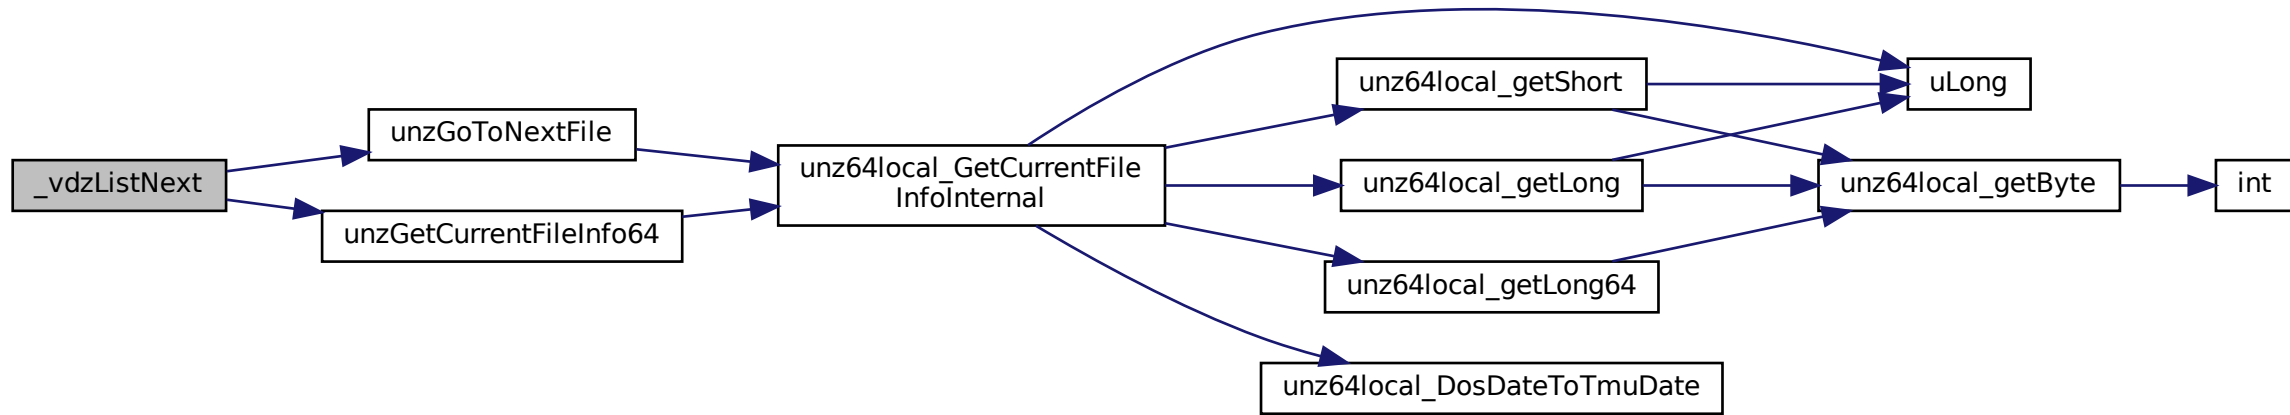 _vdzListNext
unzGoToNextFile
unzGetCurrentFileInfo64
unz64local_GetCurrentFile
InfoInternal
unz64local_getShort
unz64local_getLong
unz64local_getLong64
unz64local_DosDateToTmuDate
uLong
unz64local_getByte
int